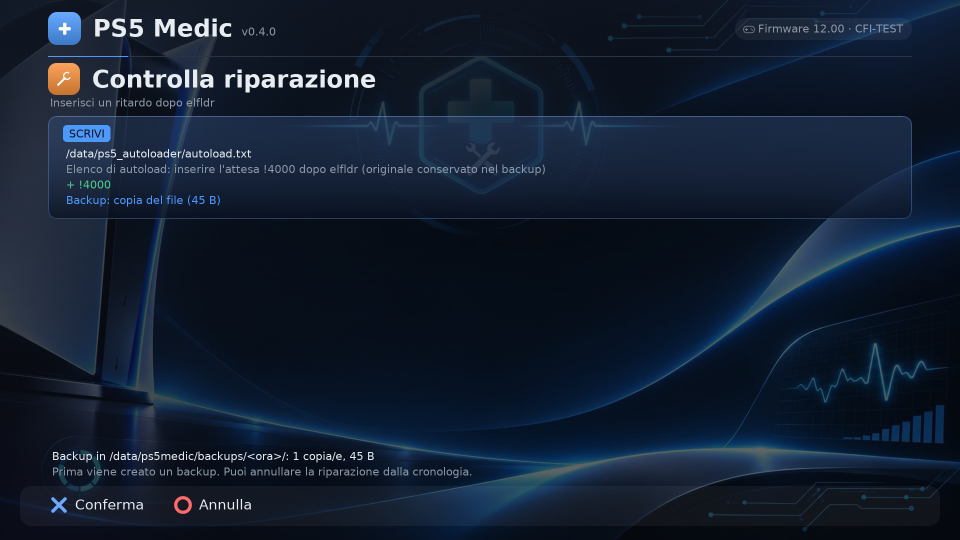 PS5 Medic v0.4.0
Firmware 12.00 · CFI-TEST
Controlla riparazione
Inserisci un ritardo dopo elfldr
SCRIVI
/data/ps5_autoloader/autoload.txt
Elenco di autoload: inserire l'attesa !4000 dopo elfldr (originale conservato nel backup)
+ !4000
Backup: copia del file (45 B)
Backup in /data/ps5medic/backups/<ora>/: 1 copia/e, 45 B
Prima viene creato un backup. Puoi annullare la riparazione dalla cronologia.
Conferma
Annulla